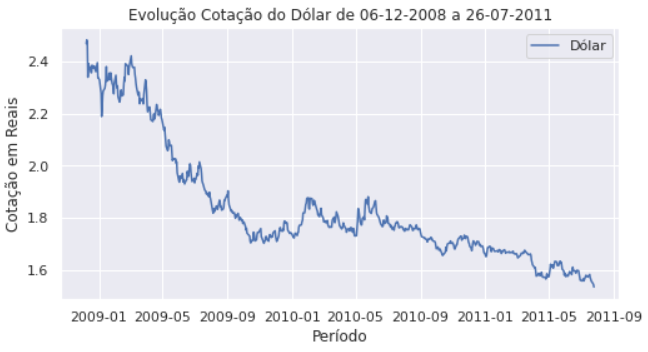 Evolução Cotação do Dólar de 06-12-2008 a 26-07-2011
Dólar
Cotação em Reais
2.4
2.2
2.0
1.8
1.6
2009-01 2009-05 2009-09 2010-01 2010-05 2010-09 2011-01 2011-05 2011-09
Período